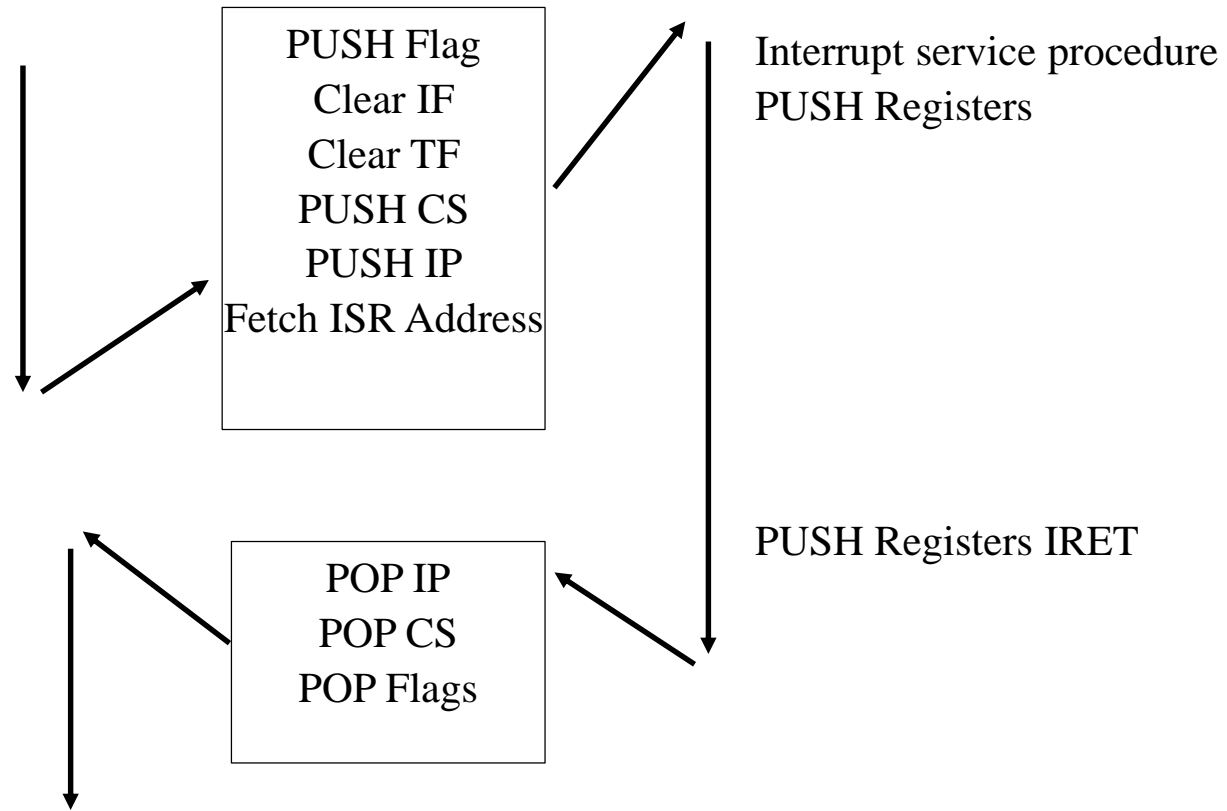 PUSH Flag
Clear IF
Clear TF
PUSH CS
PUSH IP
Fetch ISR Address
Interrupt service procedure
PUSH Registers
PUSH Registers IRET
POP IP
POP CS
POP Flags